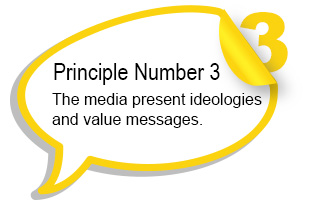 3
Principle Number 3
The media present ideologies
and value messages.